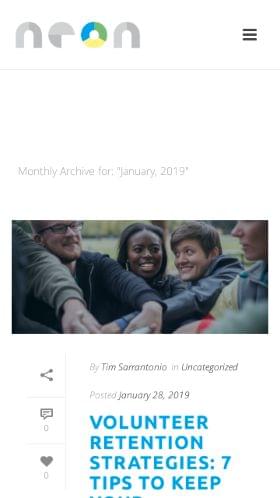 neon
Monthly Archive for: "January, 2019"
By Tim Sarrantonio in Uncategorized
0
Posted January 28, 2019
0
VOLUNTEER
RETENTION
STRATEGIES: 7
TIPS TO KEEP
YOUR